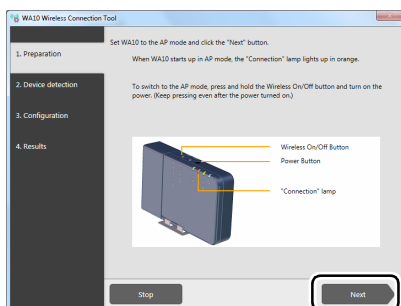 WA10 Wireless Connection Tool
Set WA10 to the AP mode and click the "Next" button.
When WA10 starts up in AP mode, the "Connection" lamp lights up in orange.
To switch to the AP mode, press and hold the Wireless On/Off button and turn on the
power. (Keep pressing even after the power turned on.)
1. Preparation
2. Device detection
3. Configuration
4. Results
Wireless On/Off Button
Power Button
"Connection" lamp
Stop
Next